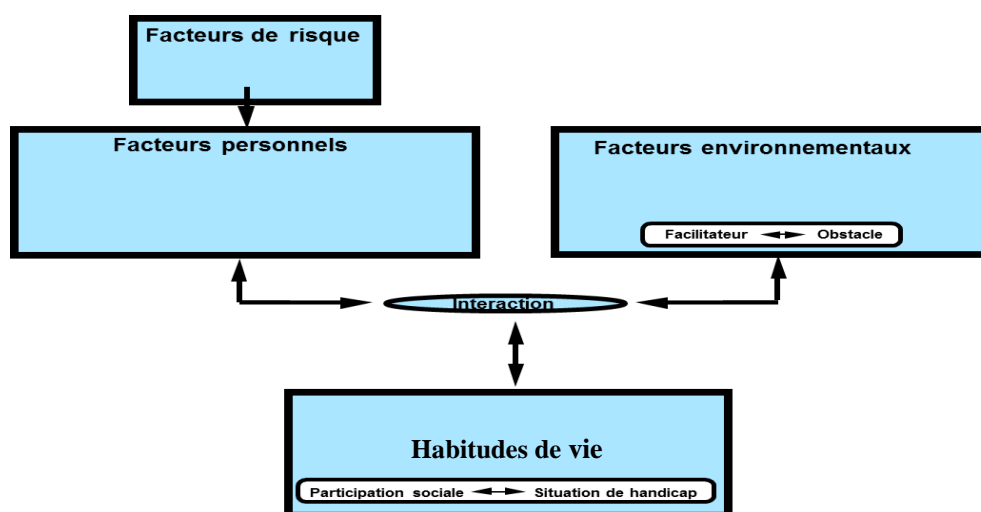 Facteurs de risque
Facteurs personnels
Facteurs environnementaux
Facilitateur Obstacle
Interaction
Habitudes de vie
Participation sociale Situation de handicap